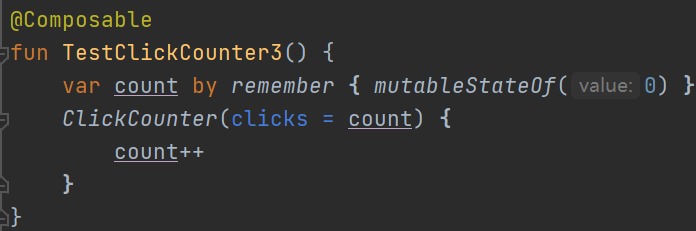 @Composable
fun TestClickCounter3() {
    var count by remember { mutableStateOf( value: 0) }
    ClickCounter(clicks = count) {
        count++
    }
}